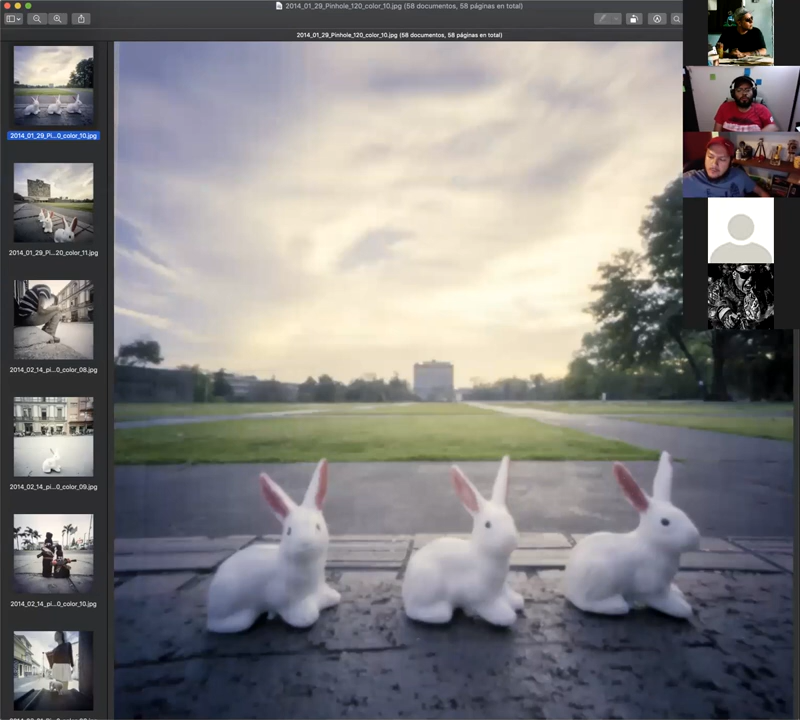 2014_01_29_Pinhole_120_color_10.jpg (58 documentos, 58 páginas en total)
2014_01_29_Pinhole_120_color_10.jpg (58 documentos, 58 páginas en total)
2014_01_29_Pi...0_color_10.jpg
2014_01_29_Pi...20_color_11.jpg
2014_02_14_pi...0_color_08.jpg
2014_02_14_pi...0_color_09.jpg
2014_02_14_pi...0_color_10.jpg